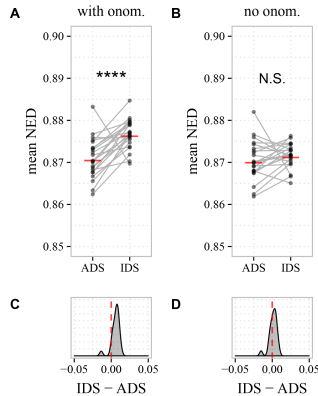 A with onom. B no onom.
0.90 0.90
0.89 **** 0.89 N.S.
0.88 0.88
mean NED mean NED
0.87 0.87
0.86 0.86
0.85 0.85
ADS IDS ADS IDS
C D
−0.05 0.00 0.05 −0.05 0.00 0.05
IDS − ADS IDS − ADS